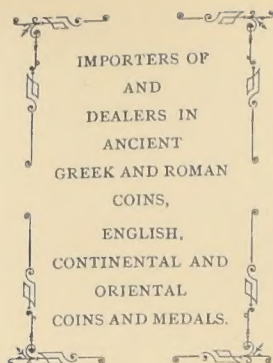 IMPORTERS OF
AND
DEALERS IN
ANCIENT
GREEK AND ROMAN
COINS,
ENGLISH,
CONTINENTAL AND
ORIENTAL
COINS AND MEDALS.